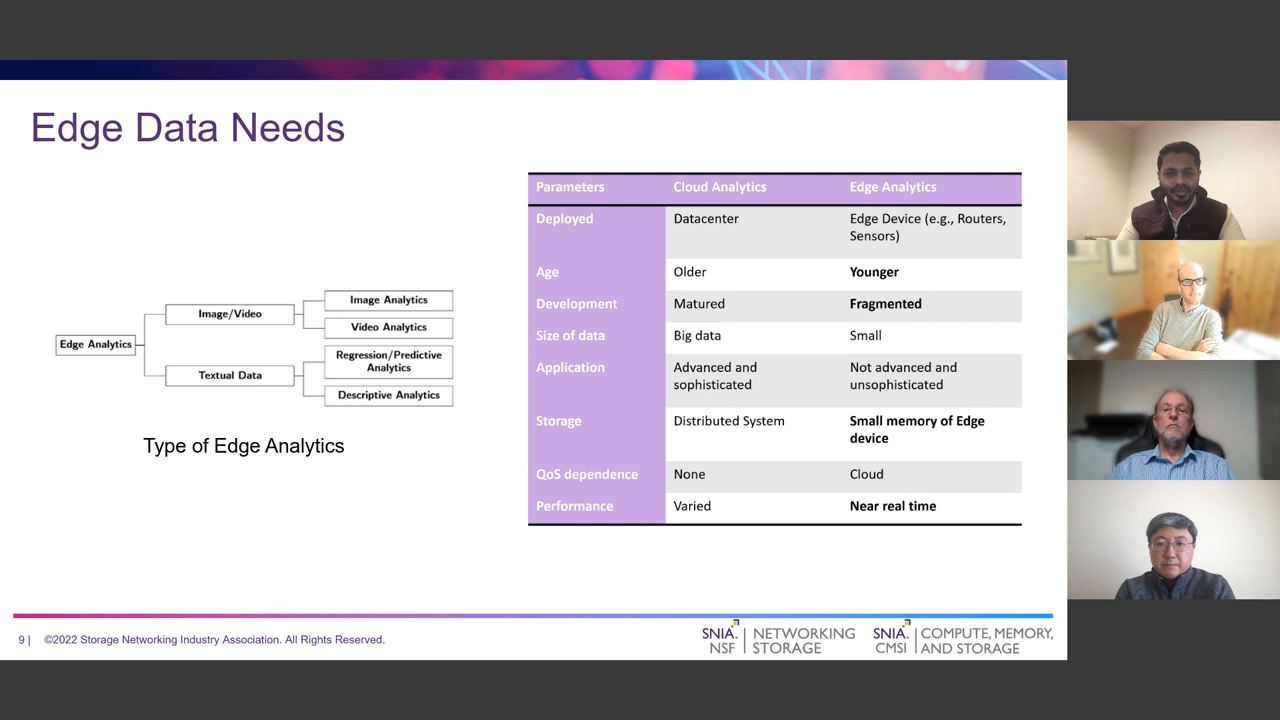 Edge Data Needs
Edge Analytics
Image/Video
Textual Data
Image Analytics
Video Analytics
Regression/Predictive
Analytics
Descriptive Analytics
Type of Edge Analytics
Parameters Cloud Analytics Edge Analytics
Deployed Datacenter Edge Device (e.g., Routers,
Sensors)
Age Older Younger
Development Matured Fragmented
Size of data Big data Small
Application Advanced and Not advanced and
sophisticated unsophisticated
Storage Distributed System Small memory of Edge
device
QoS dependence None Cloud
Performance Varied Near real time
9 | ©2022 Storage Networking Industry Association. All Rights Reserved.
SNIA. NETWORKING
NSF STORAGE
SNIA. COMPUTE, MEMORY,
CMSI AND STORAGE